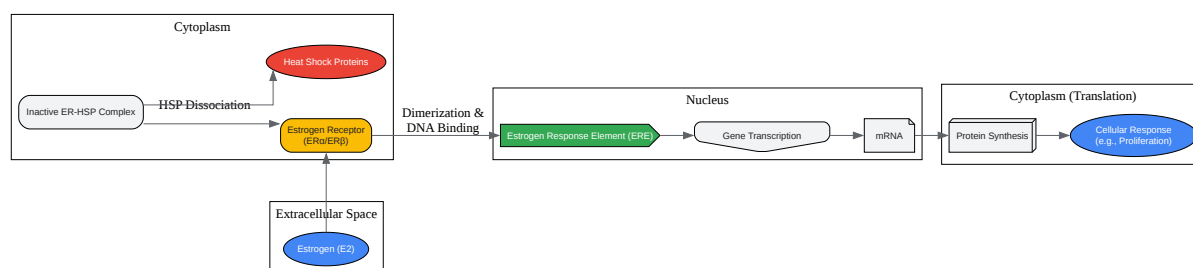 Cytoplasm
Heat Shock Proteins
Inactive ER-HSP Complex
HSP Dissociation
Estrogen Receptor
(ERα/ERβ)
Dimerization &
DNA Binding
Nucleus
Estrogen Response Element (ERE)
Gene Transcription
mRNA
Cytoplasm (Translation)
Protein Synthesis
Cellular Response
(e.g., Proliferation)
Extracellular Space
Estrogen (E2)